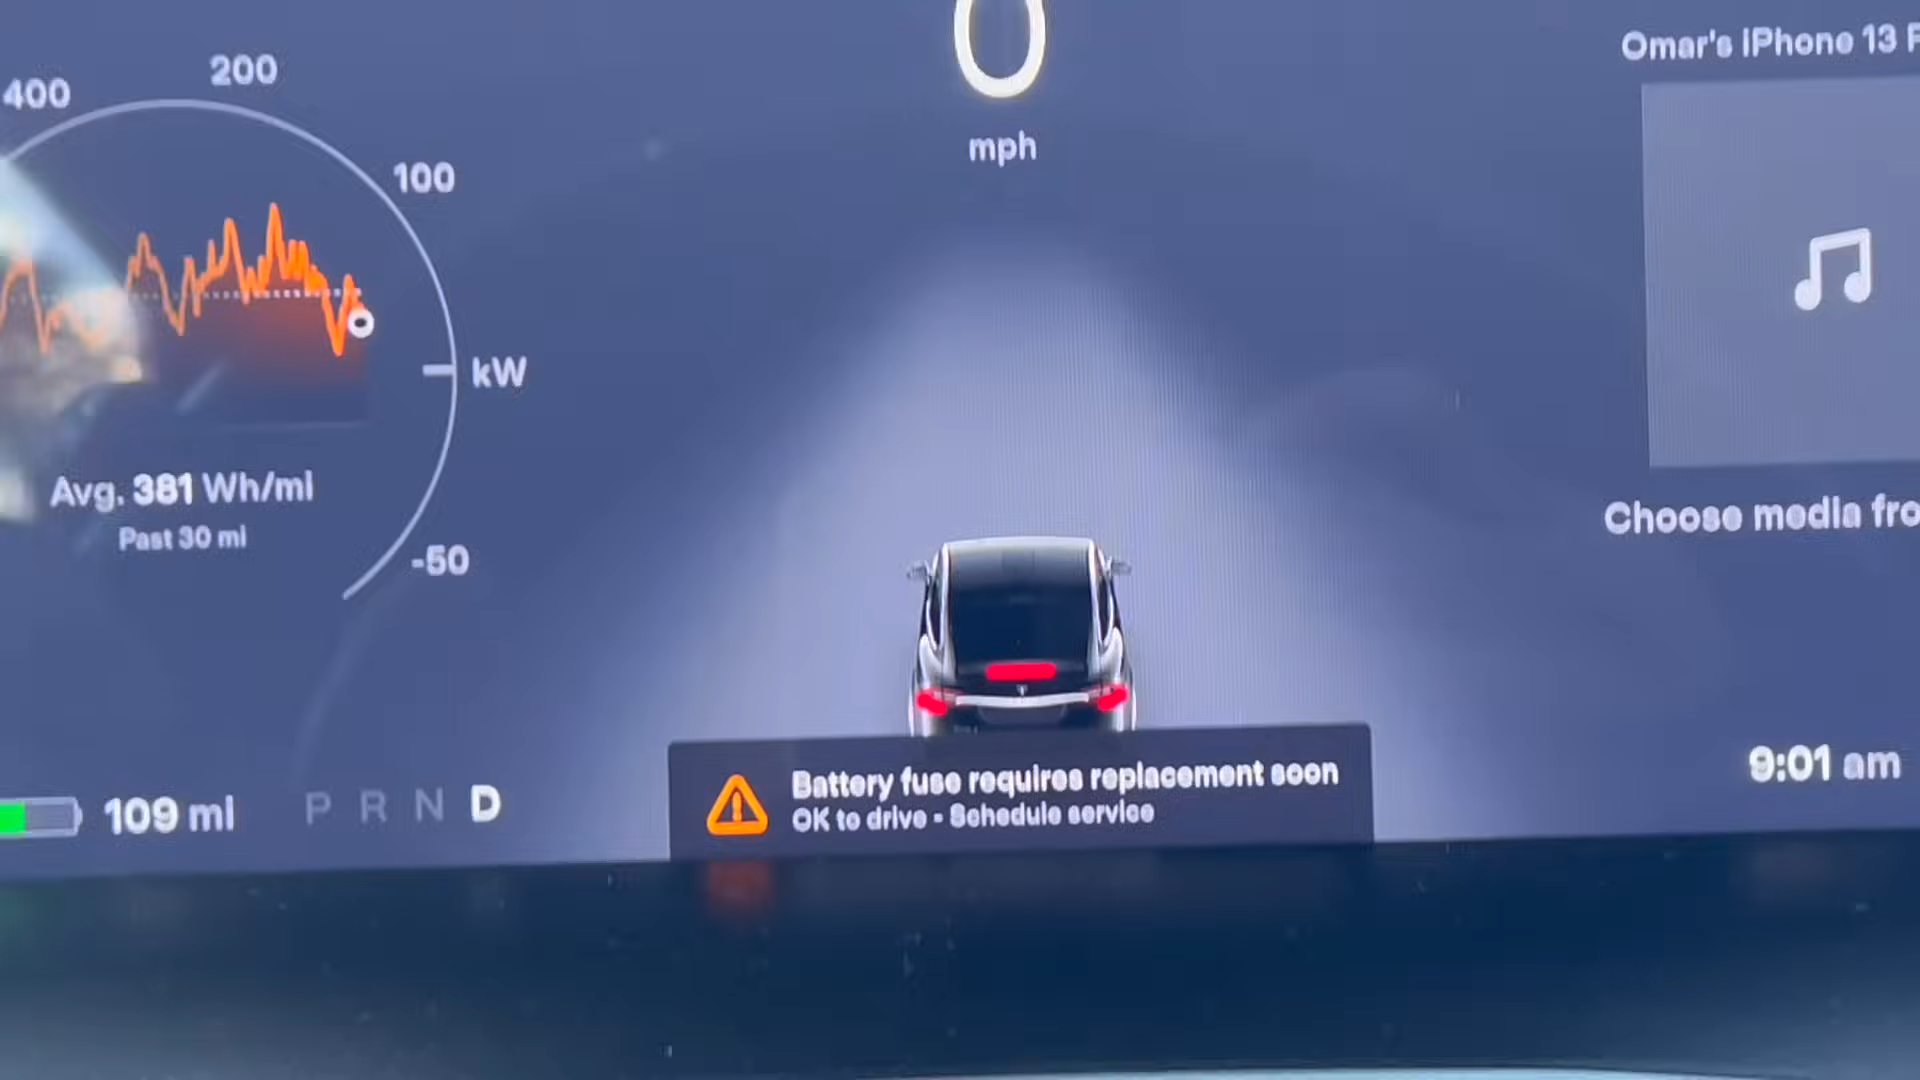 0
mph
400
200
100
kW
-50
Avg. 381 Wh/mi
Past 30 mi
Omar's iPhone 13
Choose media
109 mi
P R N D
Battery fuse requires replacement soon
OK to drive - Schedule service
9:01 am